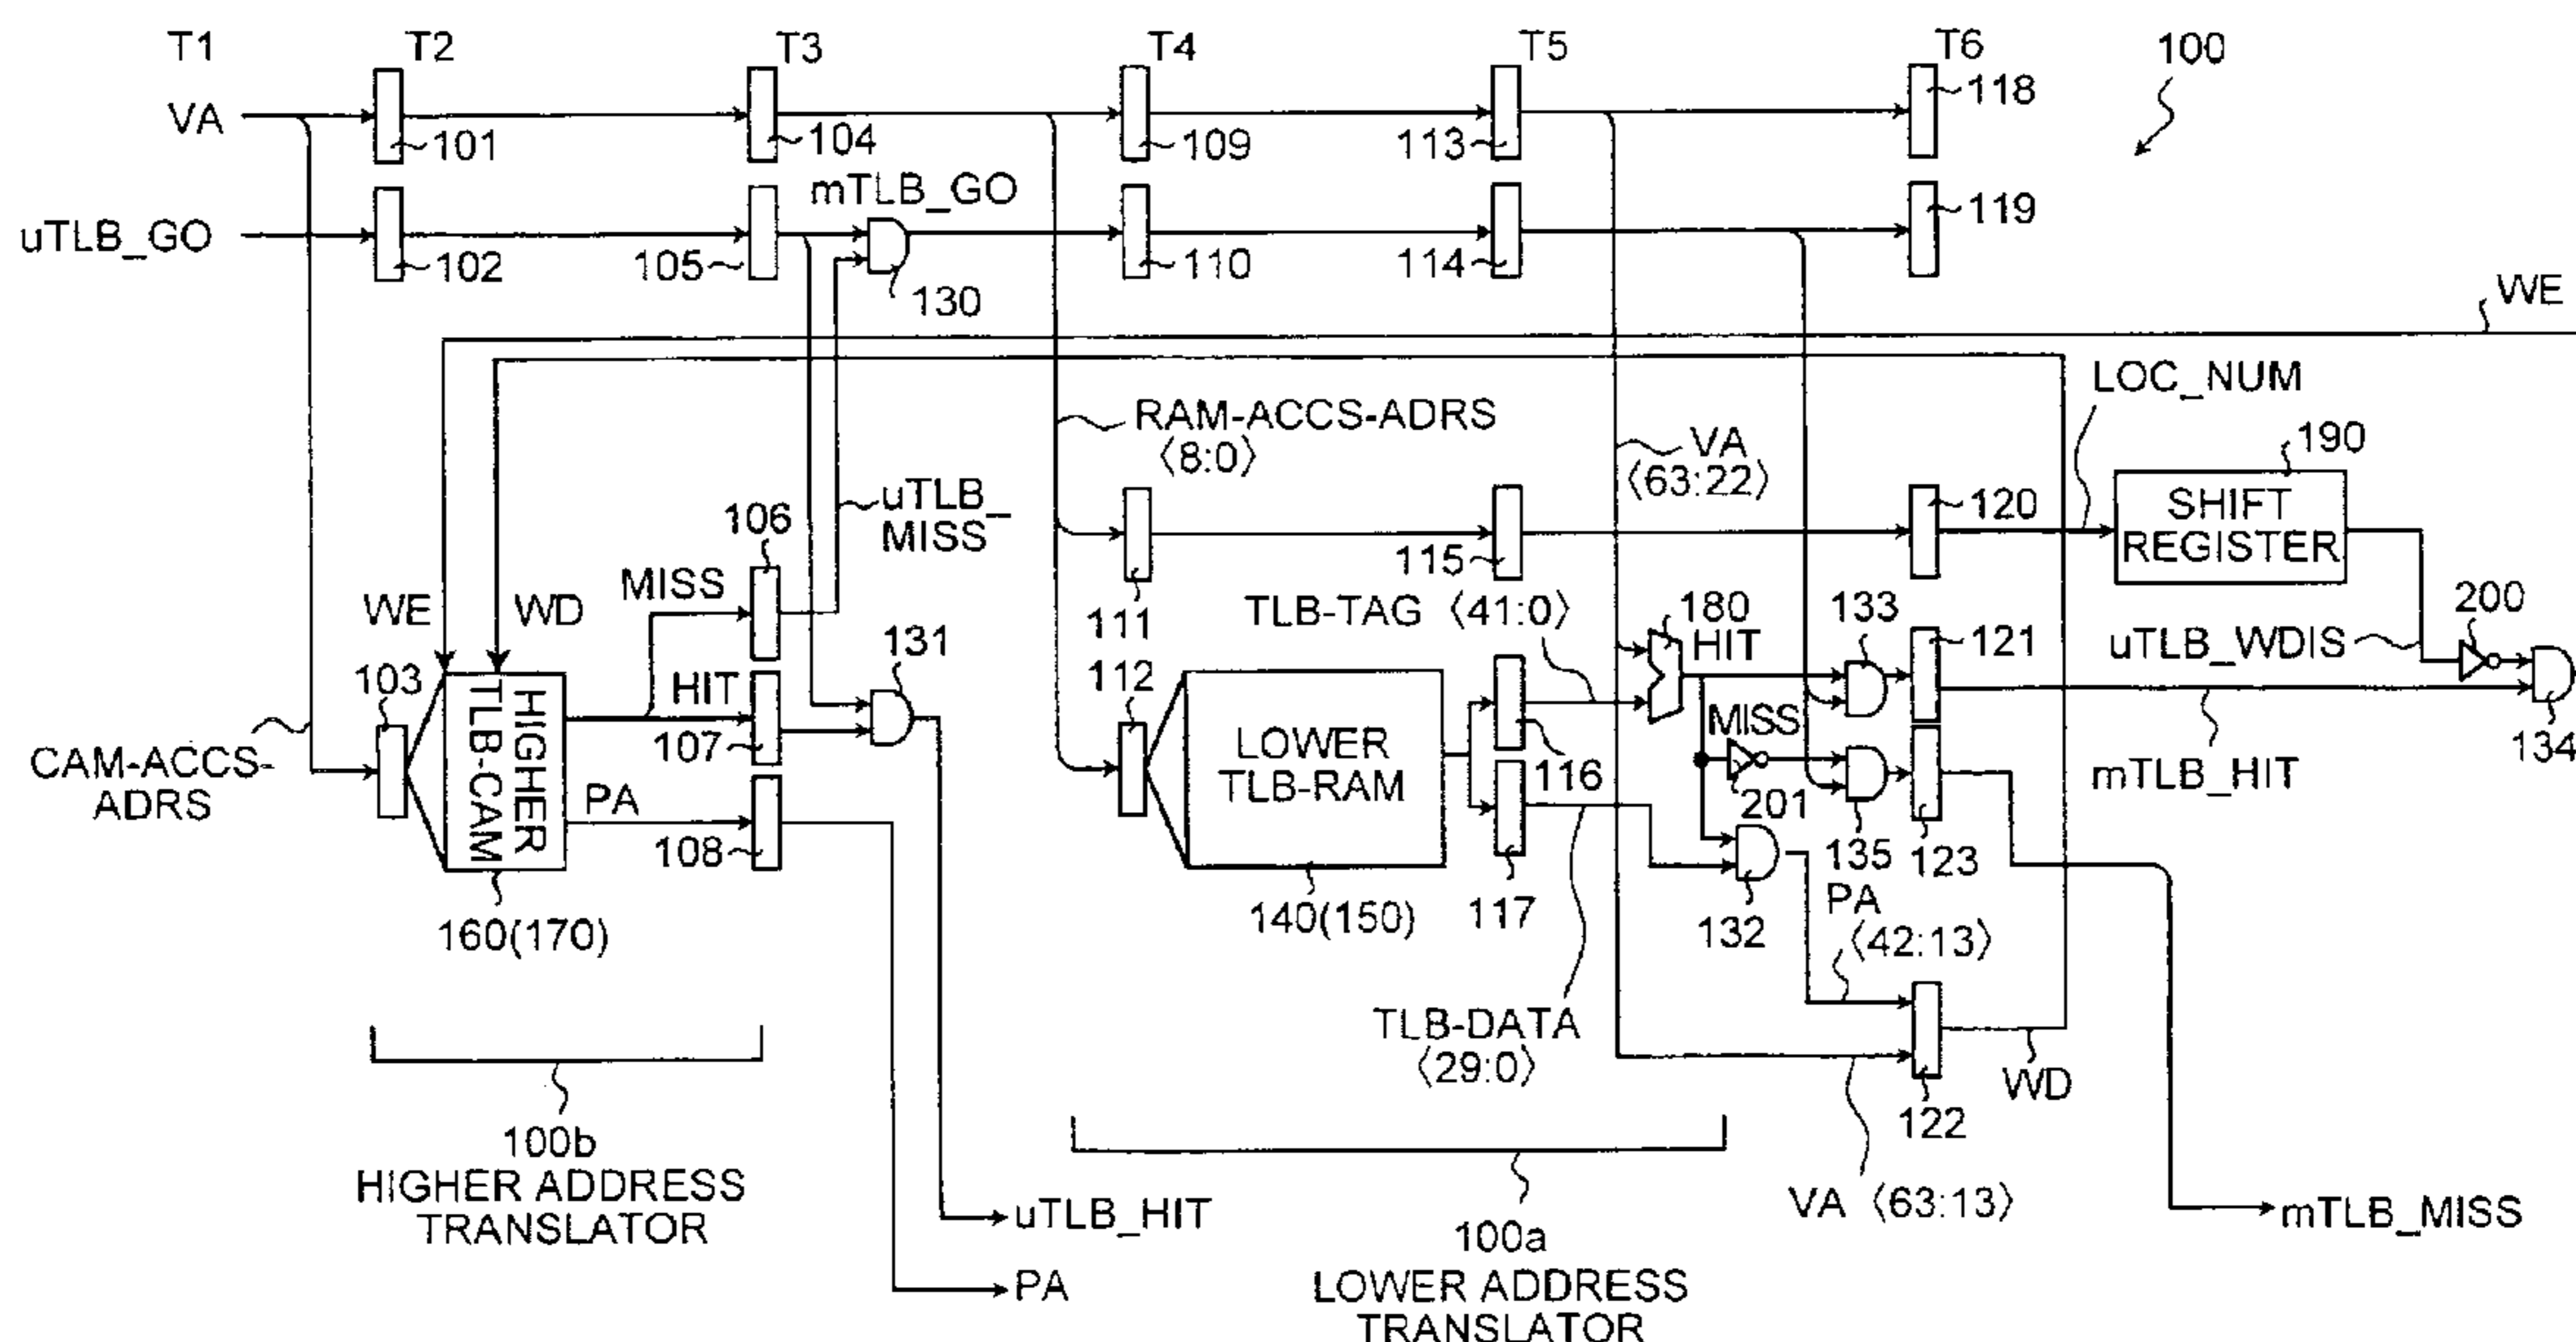 T1
T2
T3
T4
T5
T6
100
VA
101
104
109
113
118
uTLB_GO
102
105
mTLB_GO
130
110
114
119
WE
LOC_NUM
RAM-ACCS-ADRS
⟨8:0⟩
VA
⟨63:22⟩
190
SHIFT
REGISTER
uTLB_
MISS
106
MISS
WE
WD
111
115
120
TLB-TAG ⟨41:0⟩
180
HIT
133
121
200
uTLB_WDIS
134
103
HIGHER
TLB-CAM
HIT
107
131
112
LOWER
TLB-RAM
116
MISS
201
mTLB_HIT
CAM-ACCS-
ADRS
PA
108
160(170)
140(150)
117
132
135
123
PA
⟨42:13⟩
TLB-DATA
⟨29:0⟩
WD
122
100b
HIGHER ADDRESS
TRANSLATOR
uTLB_HIT
PA
100a
LOWER ADDRESS
TRANSLATOR
VA ⟨63:13⟩
mTLB_MISS